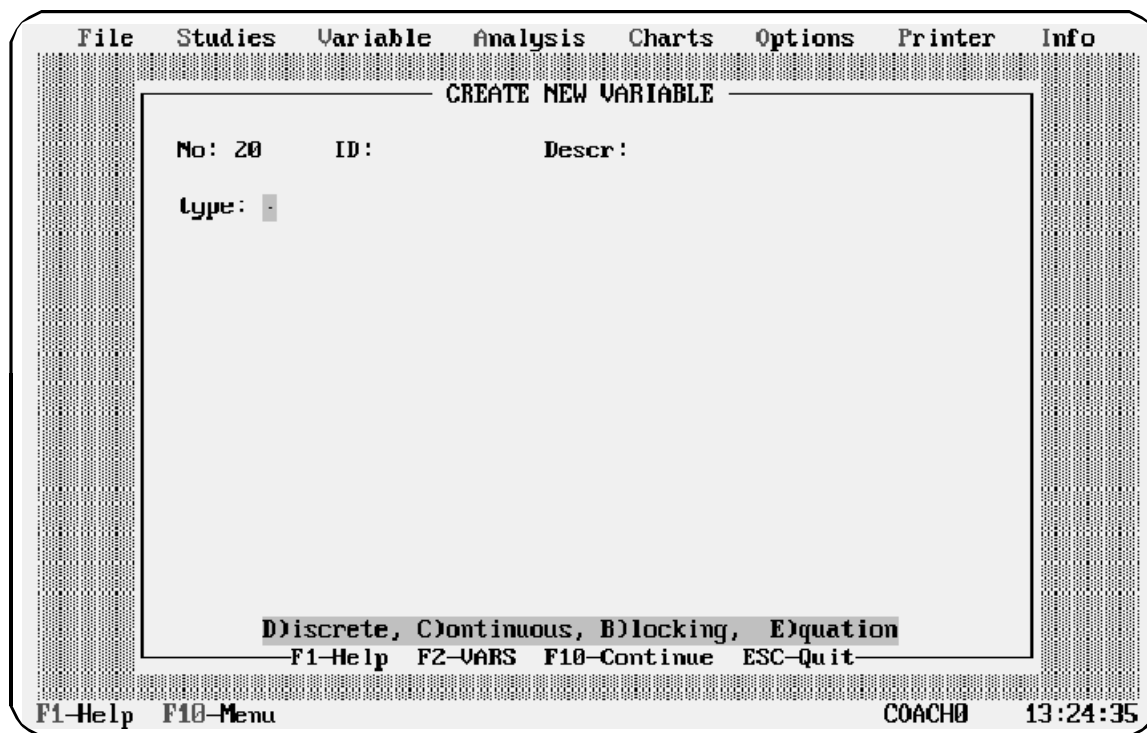 File Studies Variable Analysis Charts Options Printer Info
CREATE NEW VARIABLE
No: 20 ID: Descr:
type: .
D)iscrete, C)ontinuous, B)locking, E)quation
F1-Help F2-VARS F10-Continue ESC-Quit
F1-Help F10-Menu COACH0 13:24:35